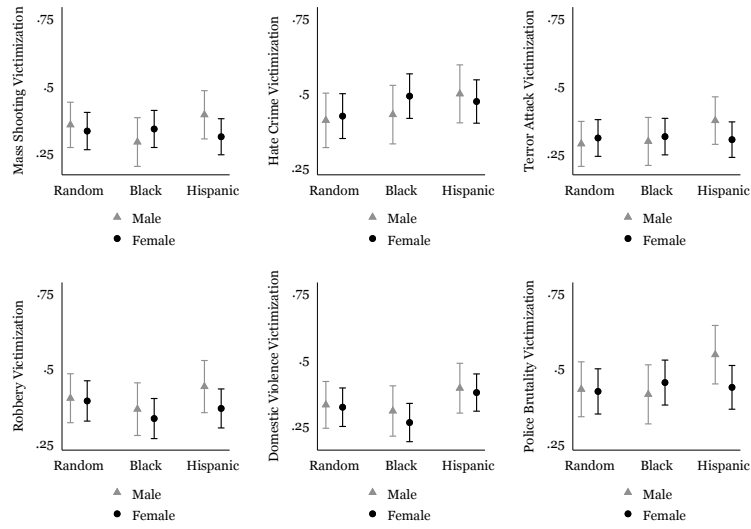 Mass Shooting Victimization
.75
.5
.25
Random Black Hispanic
Male
Female
Hate Crime Victimization
.75
.5
.25
Random Black Hispanic
Male
Female
Terror Attack Victimization
.75
.5
.25
Random Black Hispanic
Male
Female
Robbery Victimization
.75
.5
.25
Random Black Hispanic
Male
Female
Domestic Violence Victimization
.75
.5
.25
Random Black Hispanic
Male
Female
Police Brutality Victimization
.75
.5
.25
Random Black Hispanic
Male
Female